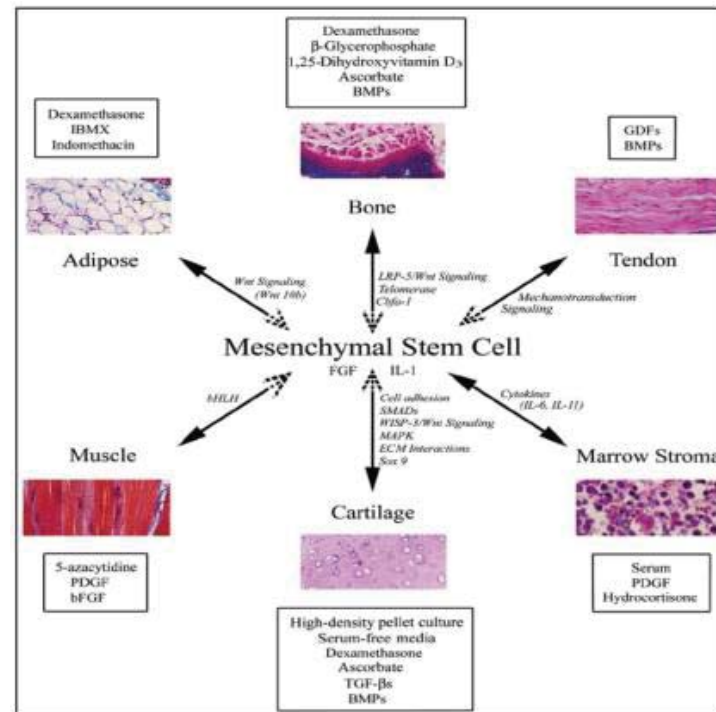 Dexamethasone
β-Glycerophosphate
1,25-Dihydroxyvitamin D3
Ascorbate
BMPs
Dexamethasone
IBMX
Indomethacin
GDFs
BMPs
Bone
Adipose
Tendon
Wnt Signaling
(Wnt 10b)
LRP-5/Wnt Signaling
Telomerase
Cbfa-1
Mechanotransduction
Signaling
Mesenchymal Stem Cell
FGF IL-1
bHLH
Cell adhesion
SMADs
WISP-3/Wnt Signaling
MAPK
ECM Interactions
Sox 9
Cytokines
(IL-6, IL-11)
Muscle
Marrow Stroma
Cartilage
5-azacytidine
PDGF
bFGF
Serum
PDGF
Hydrocortisone
High-density pellet culture
Serum-free media
Dexamethasone
Ascorbate
TGF-βs
BMPs